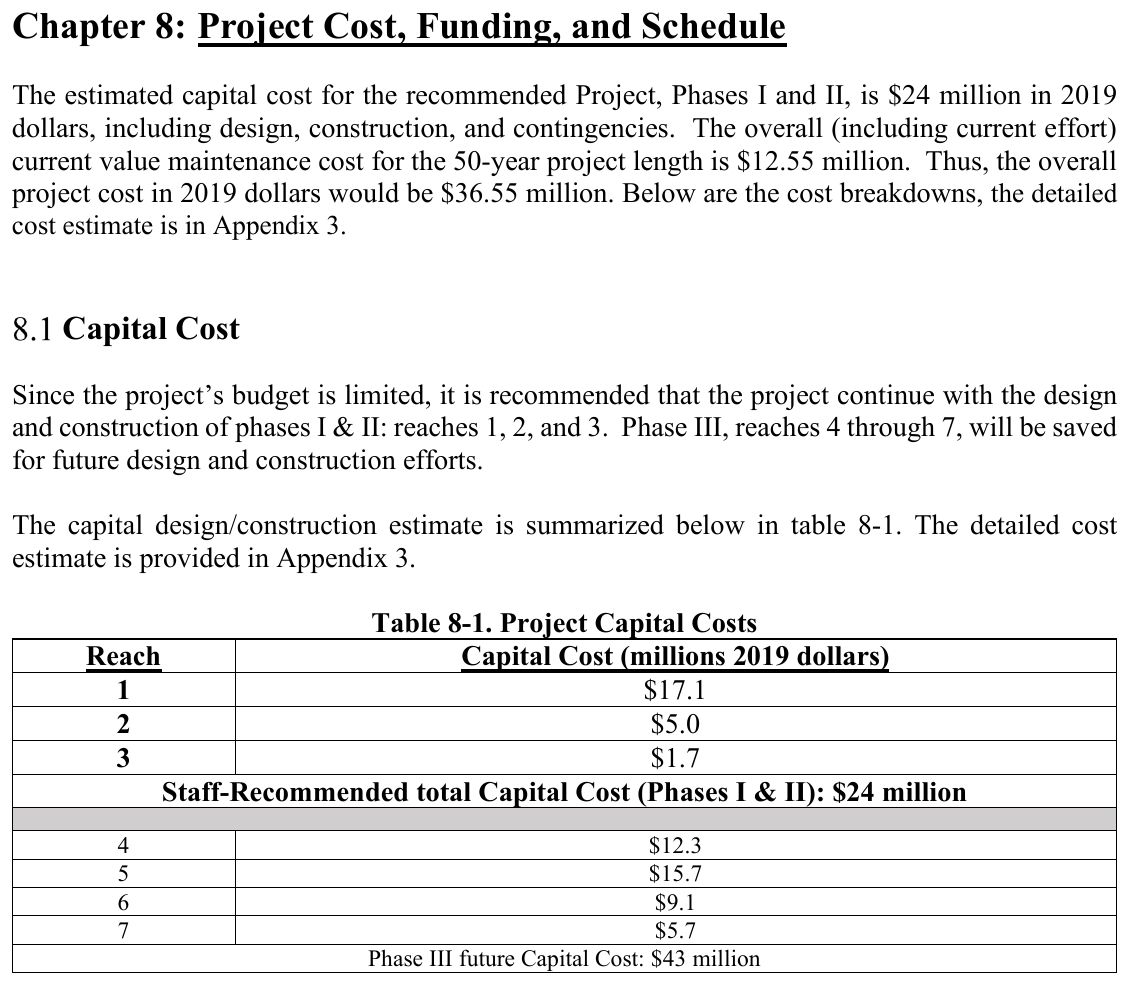 Chapter 8: Project Cost, Funding, and Schedule
The estimated capital cost for the recommended Project, Phases I and II, is $24 million in 2019
dollars, including design, construction, and contingencies. The overall (including current effort)
current value maintenance cost for the 50-year project length is $12.55 million. Thus, the overall
project cost in 2019 dollars would be $36.55 million. Below are the cost breakdowns, the detailed
cost estimate is in Appendix 3.
8.1 Capital Cost
Since the project’s budget is limited, it is recommended that the project continue with the design
and construction of phases I & II: reaches 1, 2, and 3. Phase III, reaches 4 through 7, will be saved
for future design and construction efforts.
The capital design/construction estimate is summarized below in table 8-1. The detailed cost
estimate is provided in Appendix 3.
Table 8-1. Project Capital Costs
Reach Capital Cost (millions 2019 dollars)
1 $17.1
2 $5.0
3 $1.7
Staff-Recommended total Capital Cost (Phases I & II): $24 million
4 $12.3
5 $15.7
6 $9.1
7 $5.7
Phase III future Capital Cost: $43 million